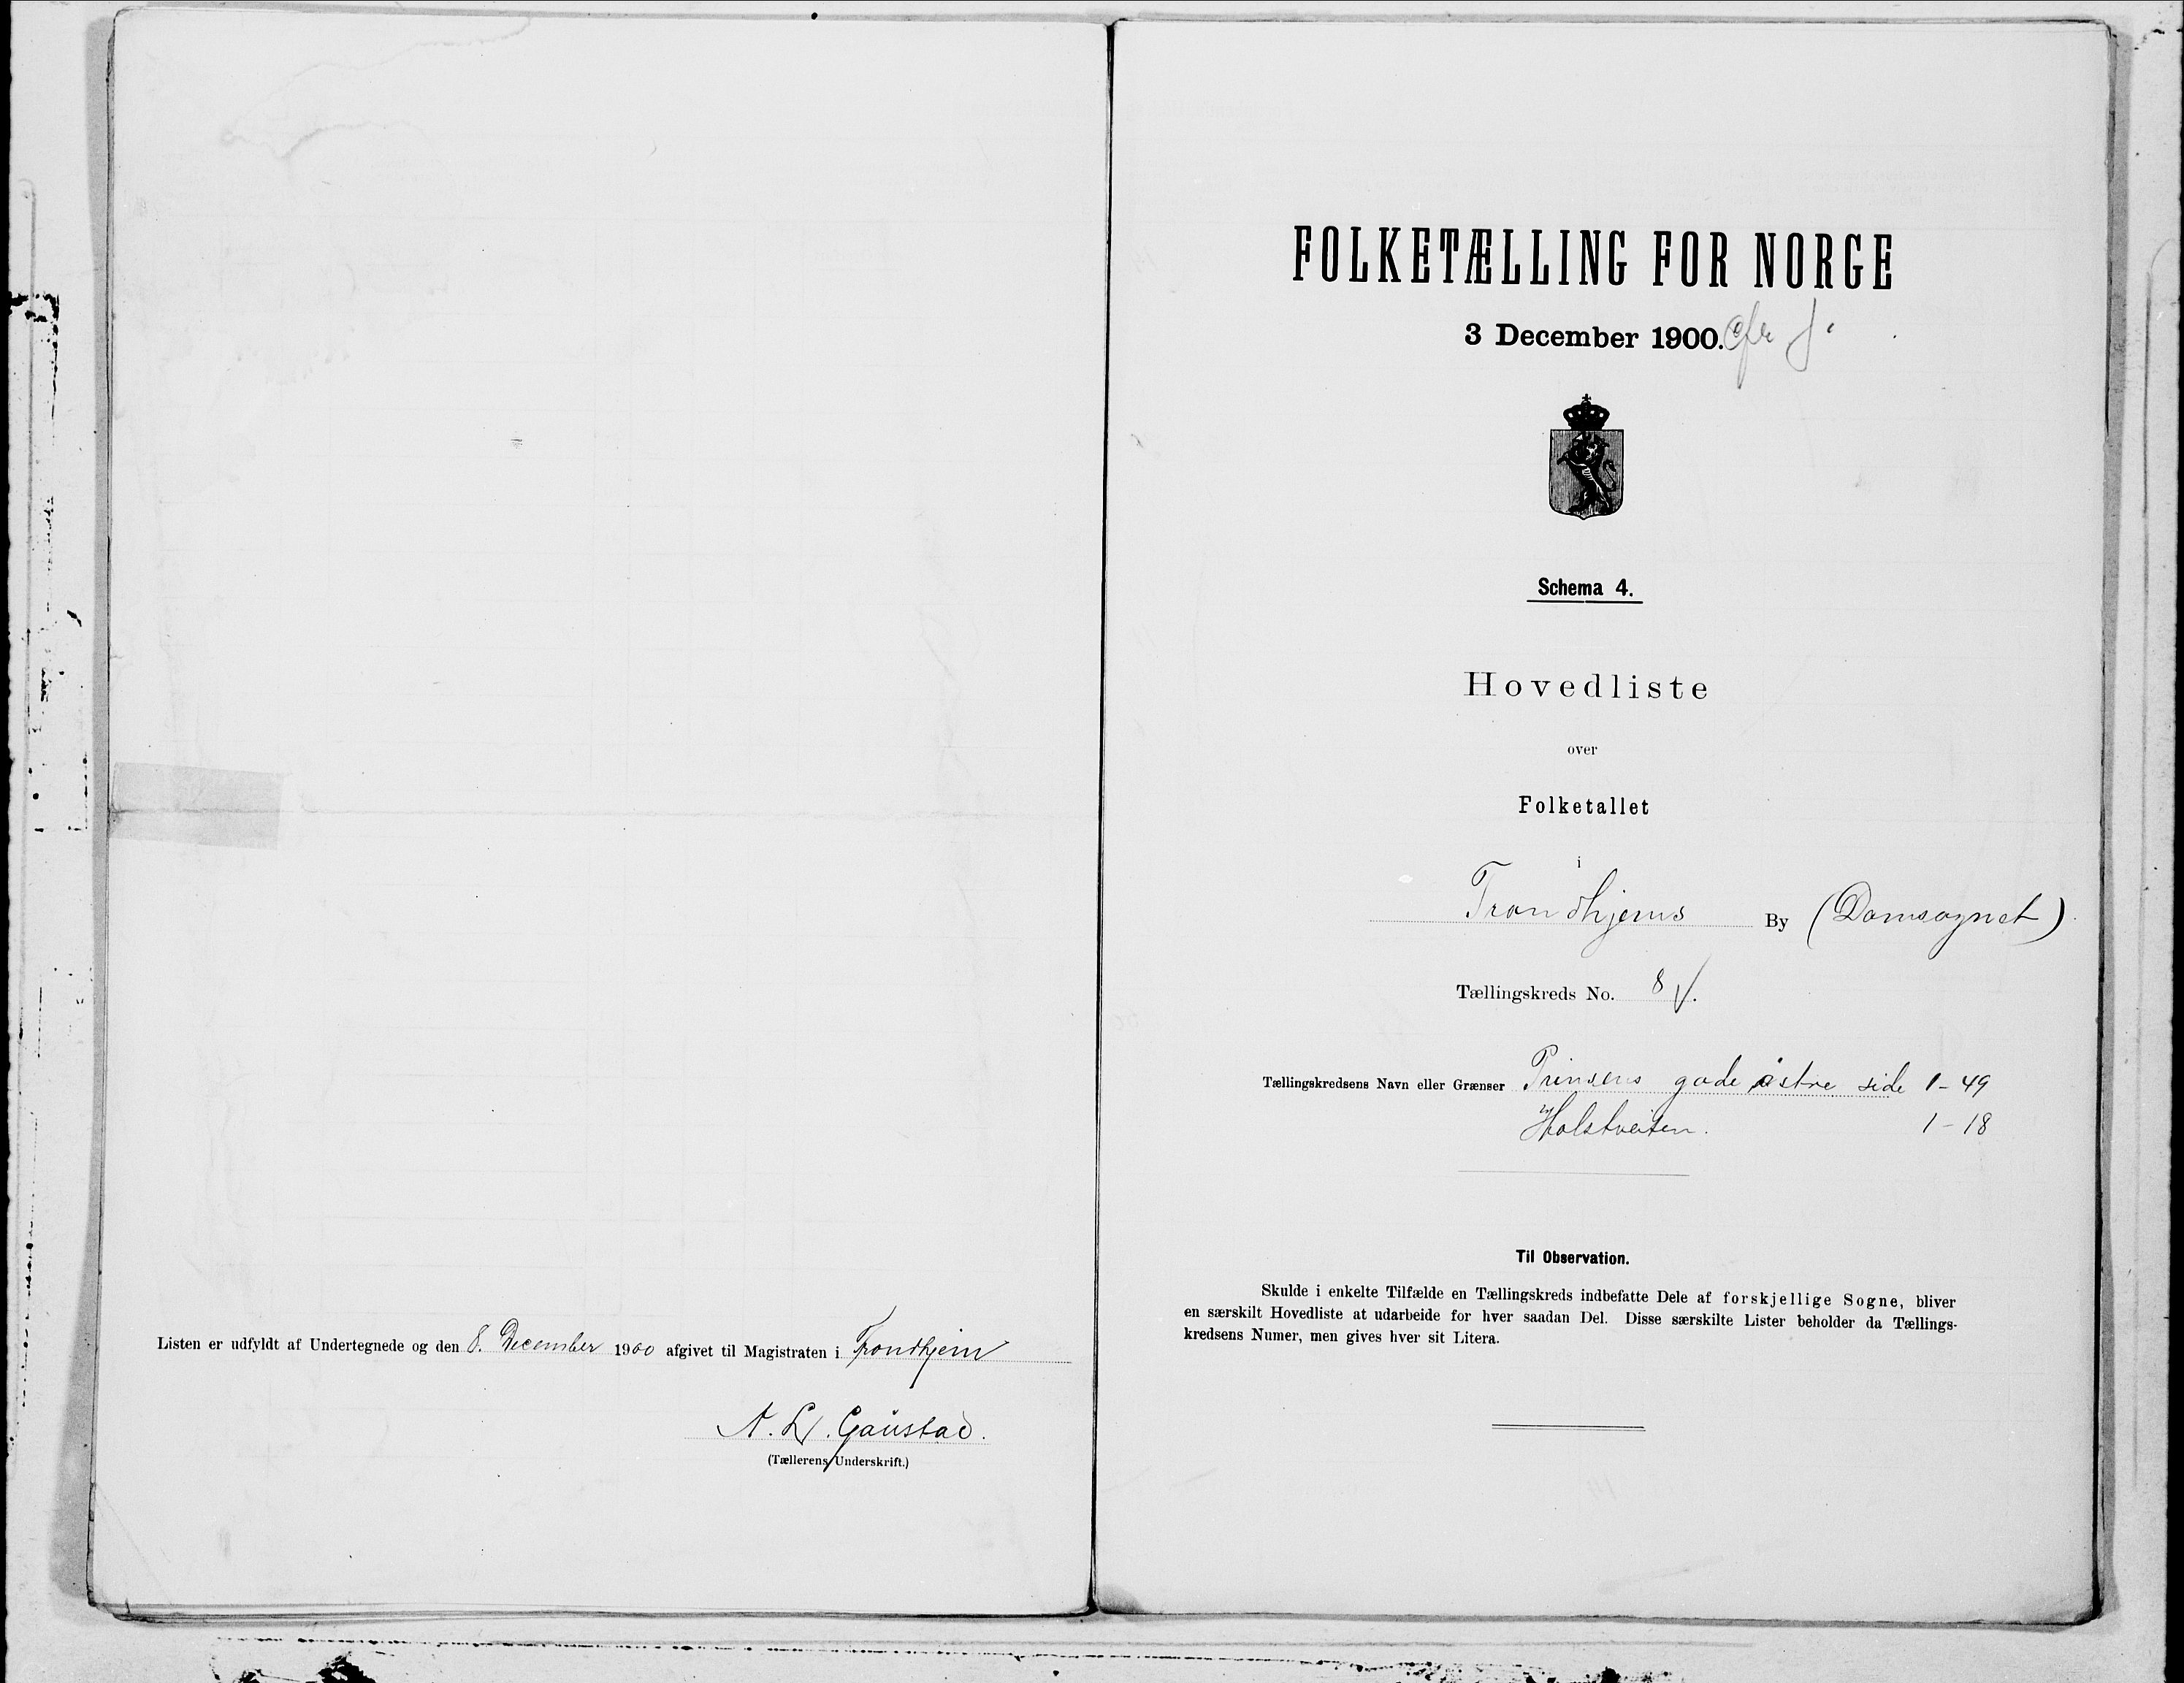 Listen er udfyldt af Undertegnede og den 8. December 1900 afgivet til Magistraten i Trondhjem
A. L. Gaustad.
(Tællerens Underskrift.)
FOLKETÆLLING FOR NORGE
3 December 1900.
Schema 4.
Hovedliste
over
Folketallet
i
Trondhjems By (Domsognet)
Tællingskreds No. 8
Tællingskredsens Navn eller Grænser Prinsens gade østre side 1-49
Holstveiten. 1-18
Til Observation.
Skulde i enkelte Tilfælde en Tællingskreds indbefatte Dele af forskjellige Sogne, bliver
en særskilt Hovedliste at udarbeide for hver saadan Del. Disse særskilte Lister beholder da Tællings-
kredsens Numer, men gives hver sit Litera.